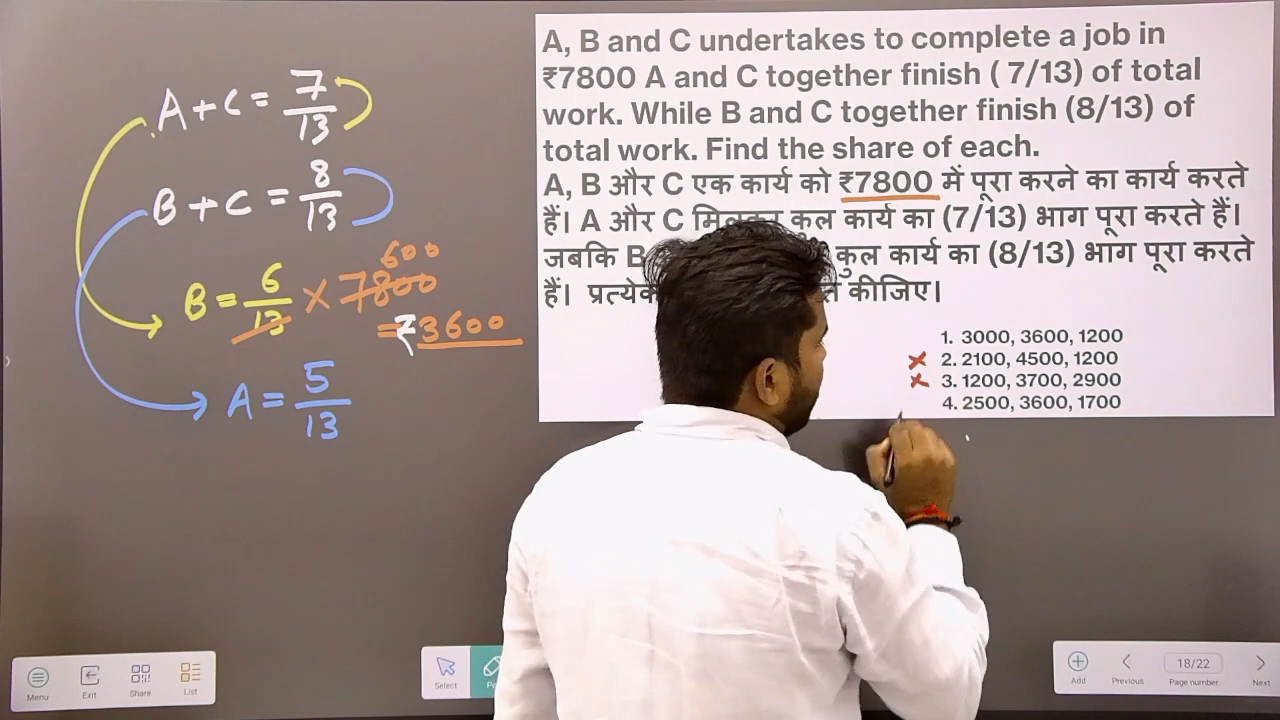 A+C = 7/13
B+C = 8/13
600
B = 6/13 × 7800
= ₹3600
A = 5/13
A, B and C undertakes to complete a job in
₹7800 A and C together finish ( 7/13) of total
work. While B and C together finish (8/13) of
total work. Find the share of each.
A, B और C एक कार्य को ₹7800 में पूरा करने का कार्य करते
हैं। A और C मिलकर कुल कार्य का (7/13) भाग पूरा करते हैं।
जबकि B कुल कार्य का (8/13) भाग पूरा करते
हैं। कीजिए।
1. 3000, 3600, 1200
2. 2100, 4500, 1200
3. 1200, 3700, 2900
4. 2500, 3600, 1700
Menu Exit Share List
Select
Add Previous 18/22 Page number Next